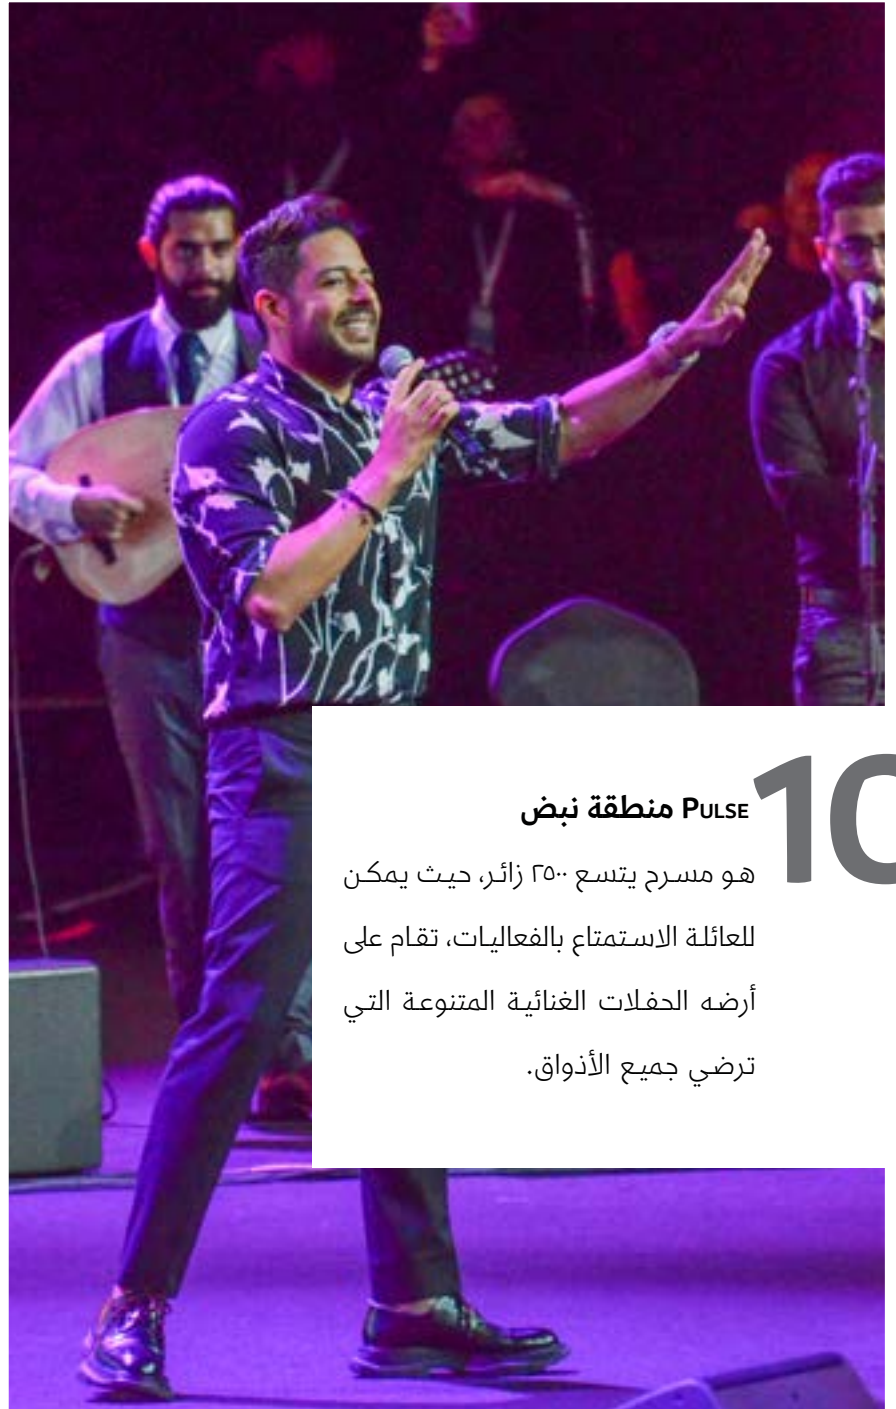 10
Pulse منطقة نبض
هو مسرح يتسع ٢٥٠٠ زائر، حيث يمكن
للعائلة الاستمتاع بالفعاليات، تقام على
أرضه الحفلات الغنائية المتنوعة التي
ترضي جميع الأذواق.